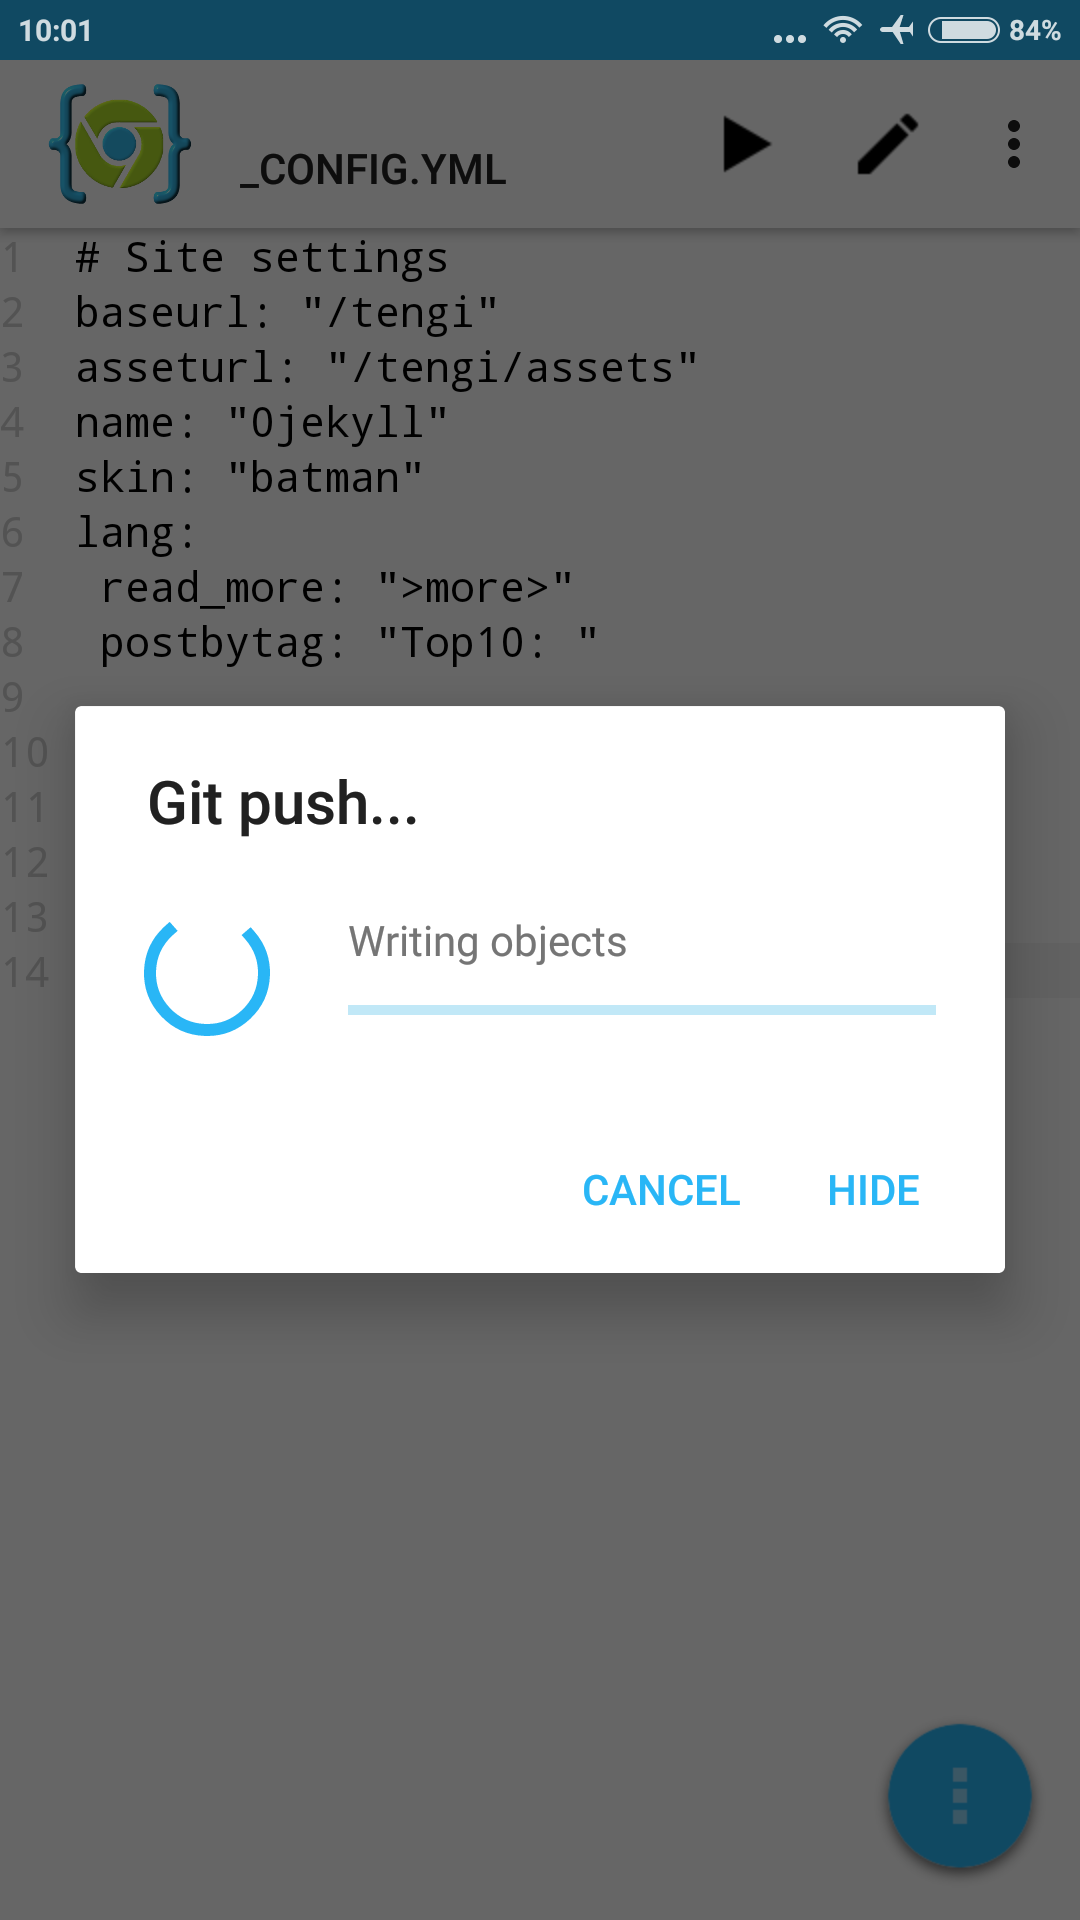 10:01
84%
_CONFIG.YML
1 # Site settings
2 baseurl: "/tengi"
3 asseturl: "/tengi/assets"
4 name: "0jekyll"
5 skin: "batman"
6 lang:
7 read_more: ">more>"
8 postbytag: "Top10: "
9
10
11
12
13
14
Git push...
Writing objects
CANCEL HIDE